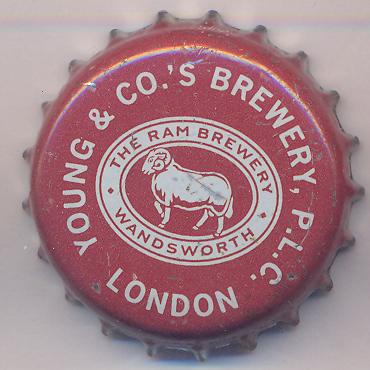 YOUNG & CO.'S BREWERY, P.L.C.
LONDON
THE RAM BREWERY
WANDSWORTH